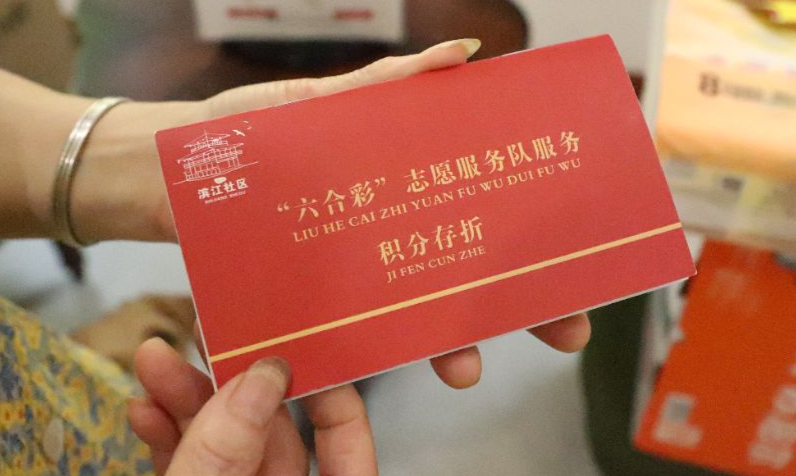 滨江社区
“六合彩”志愿服务队服务
LIU HE CAI ZHI YUAN FU WU DUI FU WU
积分存折
JI FEN CUN ZHE